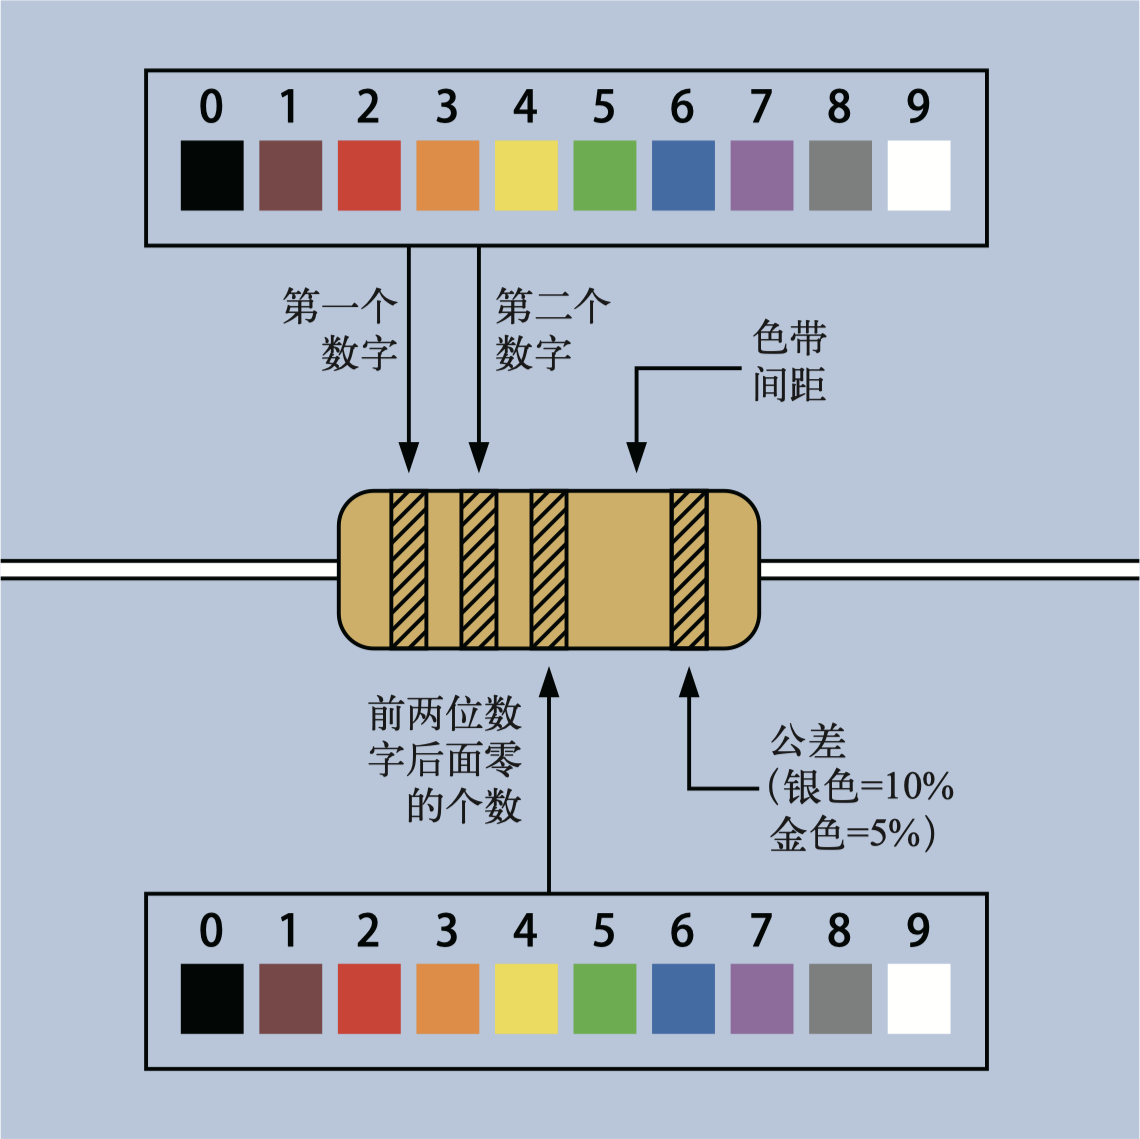 0 1 2 3 4 5 6 7 8 9
第一个
数字
第二个
数字
色带
间距
前两位数
字后面零
的个数
公差
(银色=10%
金色=5%)
0 1 2 3 4 5 6 7 8 9